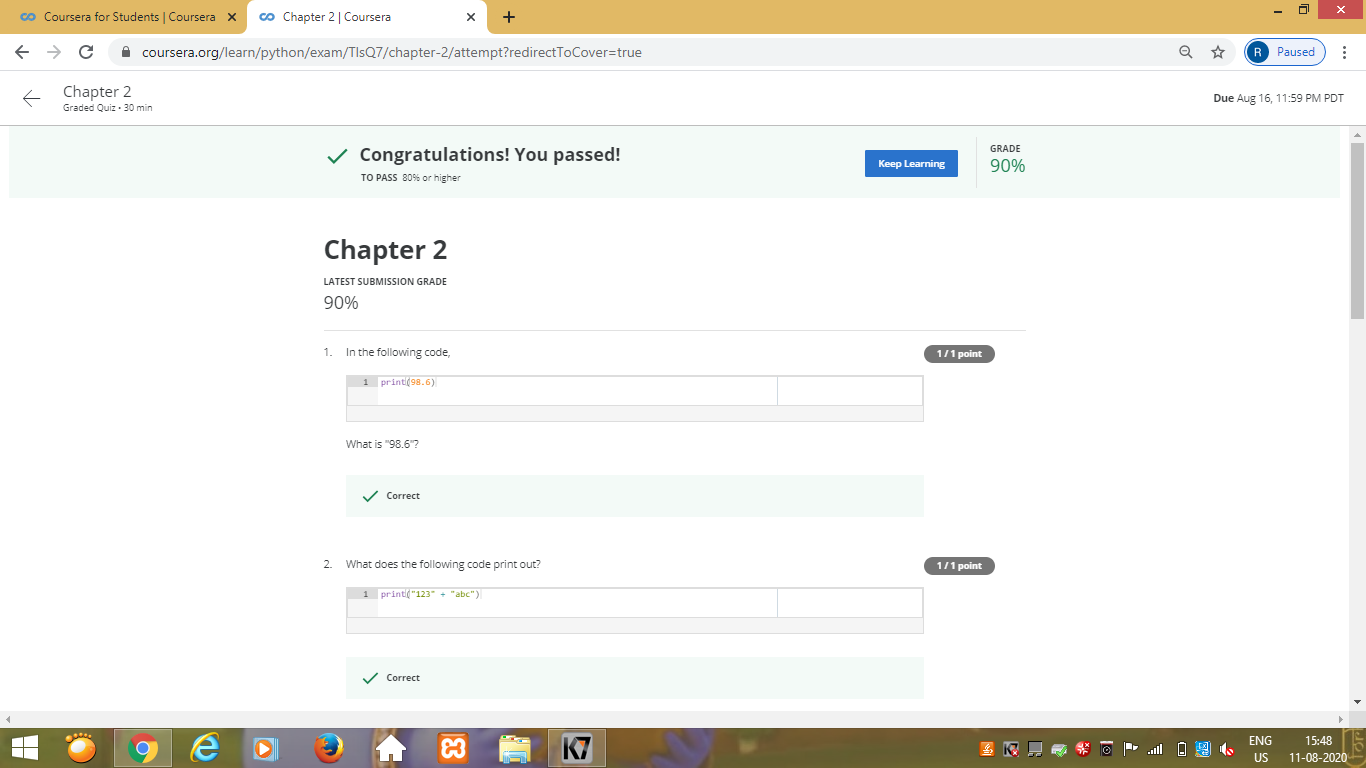 Coursera for Students | Coursera
Chapter 2 | Coursera
coursera.org/learn/python/exam/TlsQ7/chapter-2/attempt?redirectToCover=true
R Paused
Chapter 2
Graded Quiz • 30 min
Due Aug 16, 11:59 PM PDT
Congratulations! You passed!
TO PASS 80% or higher
Keep Learning
GRADE
90%
Chapter 2
LATEST SUBMISSION GRADE
90%
1. In the following code,
1 / 1 point
1 print(98.6)
What is "98.6"?
Correct
2. What does the following code print out?
1 / 1 point
1 print("123" + "abc")
Correct
K7
ENG
US
15:48
11-08-2020